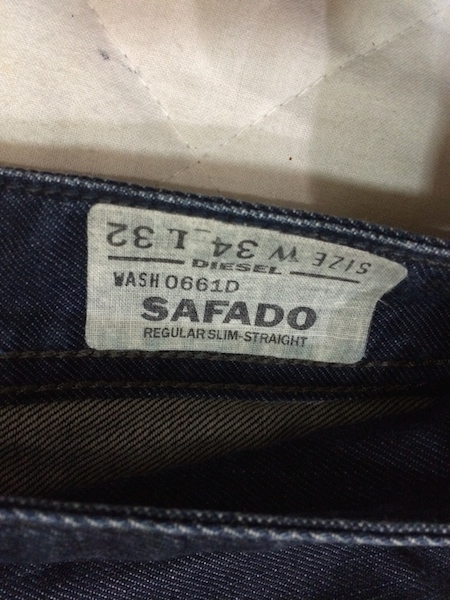 SIZE W 34 L 32
DIESEL
WASH 0661D
SAFADO
REGULAR SLIM-STRAIGHT